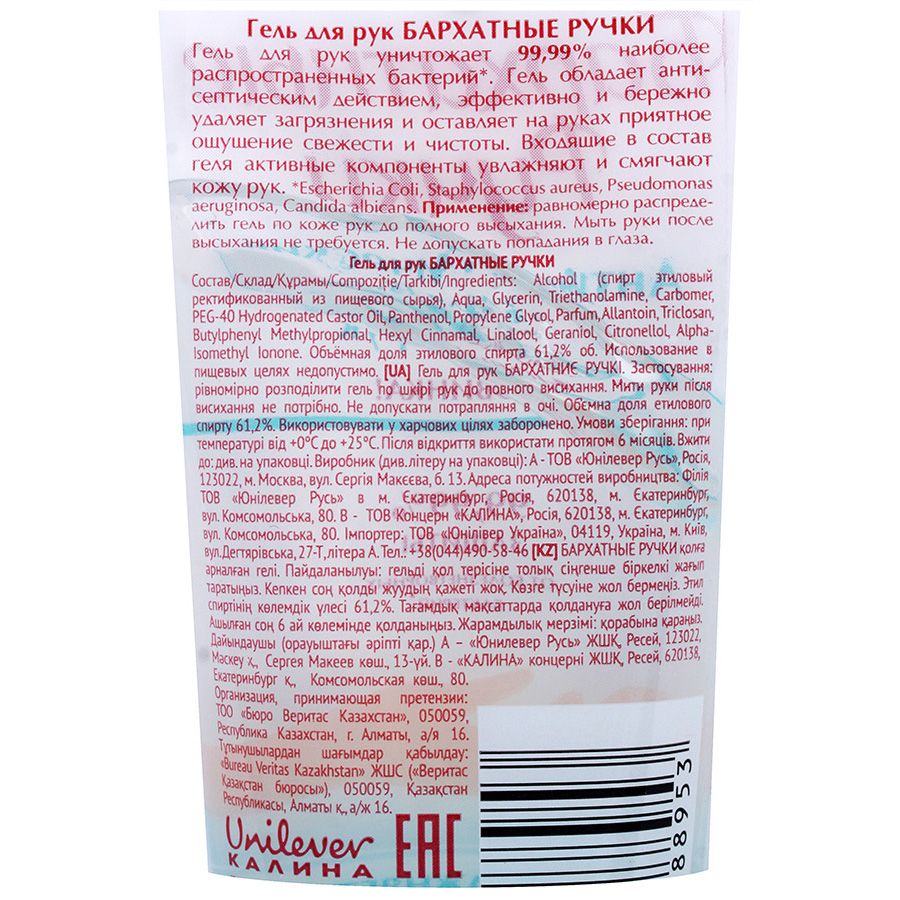 Гель для рук БАРХАТНЫЕ РУЧКИ
Гель для рук уничтожает 99,99% наиболее
распространенных бактерий*. Гель обладает анти-
септическим действием, эффективно и бережно
удаляет загрязнения и оставляет на руках приятное
ощущение свежести и чистоты. Входящие в состав
геля активные компоненты увлажняют и смягчают
кожу рук. *Escherichia Coli, Staphylococcus aureus, Pseudomonas
aeruginosa, Candida albicans. Применение: равномерно распреде-
лить гель по коже рук до полного высыхания. Мыть руки после
высыхания не требуется. Не допускать попадания в глаза.
Гель для рук БАРХАТНЫЕ РУЧКИ
Состав/Склад/Құрамы/Compoziție/Tarkibi/Ingredients: Alcohol (спирт этиловый
ректификованный из пищевого сырья), Aqua, Glycerin, Triethanolamine, Carbomer,
PEG-40 Hydrogenated Castor Oil, Panthenol, Propylene Glycol, Parfum, Allantoin, Triclosan,
Butylphenyl Methylpropional, Hexyl Cinnamal, Linalool, Geraniol, Citronellol, Alpha-
Isomethyl Ionone. Объёмная доля этилового спирта 61,2% об. Использование в
пищевых целях недопустимо. [UA] Гель для рук БАРХАТНИЄ РУЧКІ. Застосування:
рівномірно розподілити гель по шкірі рук до повного висихання. Мити руки після
висихання не потрібно. Не допускати потрапляння в очі. Об'ємна доля етилового
спирту 61,2%. Використовувати у харчових цілях заборонено. Умови зберігання: при
температурі від +0°С до +25°С. Після відкриття використати протягом 6 місяців. Вжити
до: див. на упаковці. Виробник (див. літеру на упаковці): А - ТОВ «Юнілевер Русь», Росія,
123022, м. Москва, вул. Сергія Макеєва, б. 13. Адреса потужностей виробництва: Філія
ТОВ «Юнілевер Русь» в м. Єкатеринбург, Росія, 620138, м. Єкатеринбург,
вул. Комсомольська, 80. В - ТОВ Концерн «КАЛИНА», Росія, 620138, м. Єкатеринбург,
вул. Комсомольська, 80. Імпортер: ТОВ «Юнілівер Україна», 04119, Україна, м. Київ,
вул. Дегтярівська, 27-Т, літера А. Тел.: +38(044)490-58-46 [KZ] БАРХАТНЫЕ РУЧКИ қолға
арналған гелі. Пайдаланылуы: гельді қол терісіне толық сіңгенше біркелкі жағып
таратыңыз. Кепкен соң қолды жуудың қажеті жоқ. Көзге түсуіне жол бермеңіз. Этил
спиртінің көлемдік үлесі 61,2%. Тағамдық мақсаттарда қолдануға жол берілмейді.
Ашылған соң 6 ай көлемінде қолданыңыз. Жарамдылық мерзімі: қорабына қараңыз.
Дайындаушы (орауыштағы әріпті қар.) А – «Юнилевер Русь» ЖШҚ, Ресей, 123022,
Мәскеу қ., Сергея Макеев көш., 13-үй. В - «КАЛИНА» концерні ЖШҚ, Ресей, 620138,
Екатеринбург қ., Комсомольская көш., 80.
Организация, принимающая претензии:
ТОО «Бюро Веритас Казахстан», 050059,
Республика Казахстан, г. Алматы, а/я 16.
Тұтынушылардан шағымдар қабылдау:
«Bureau Veritas Kazakhstan» ЖШС («Веритас
Қазақстан бюросы»), 050059, Қазақстан
Республикасы, Алматы қ., а/ж 16.
Unilever
КАЛИНА
EAC
88953